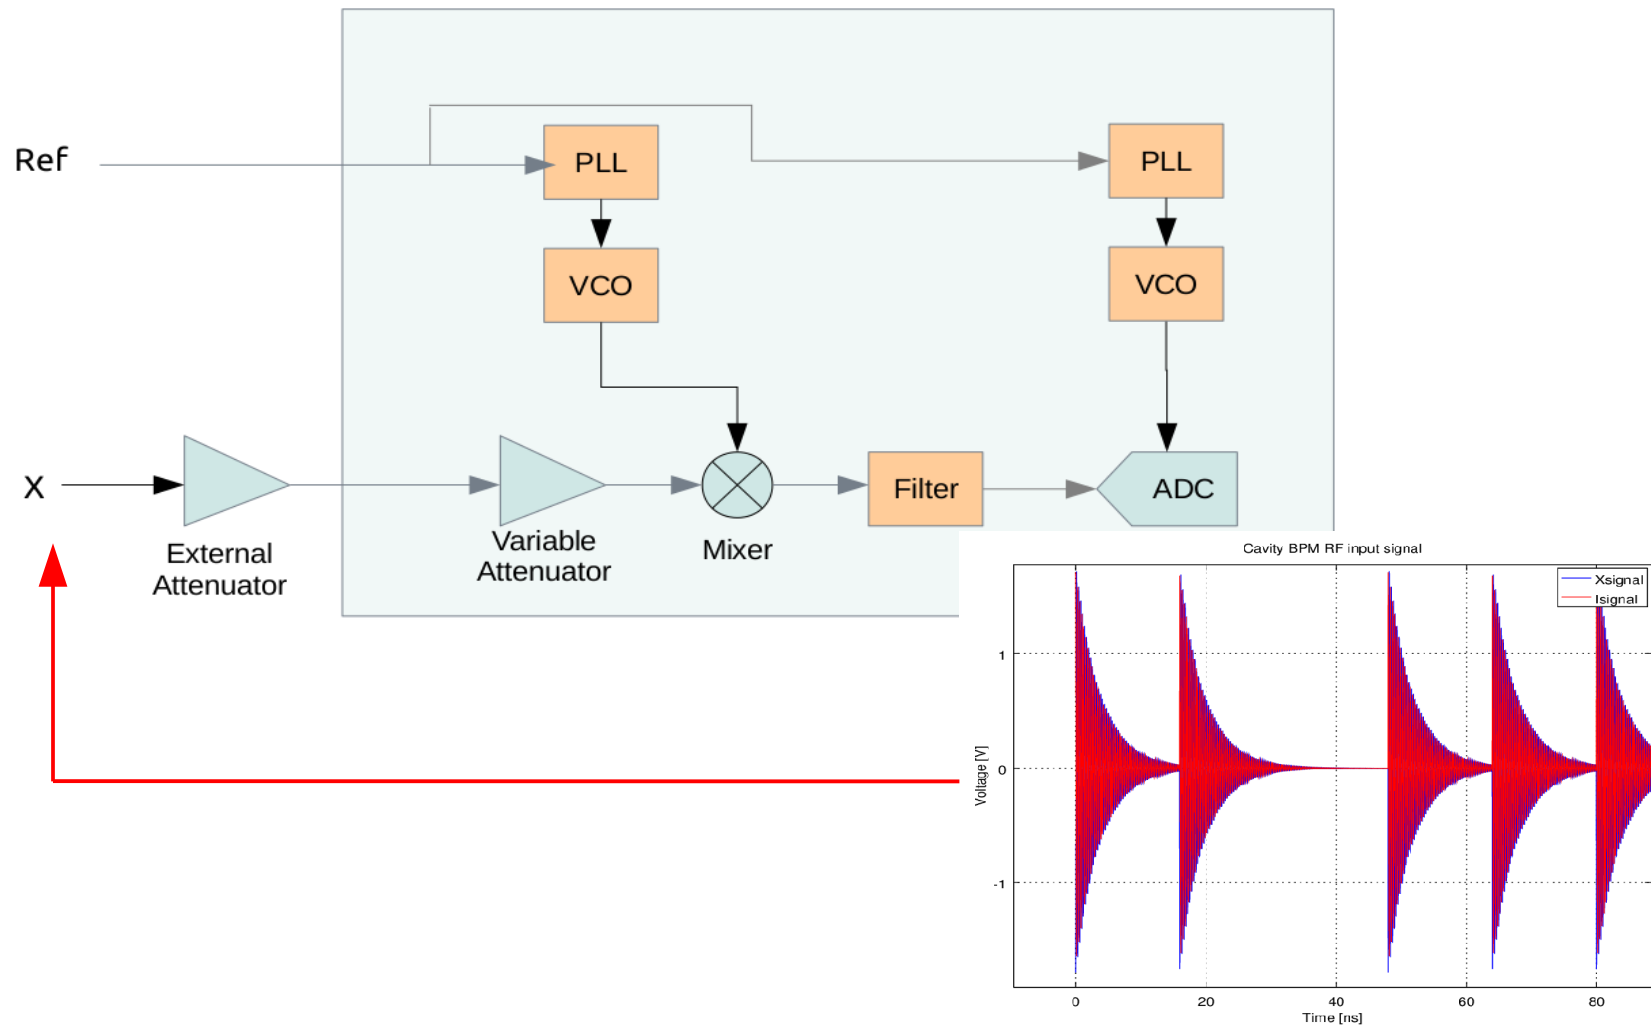 Ref
PLL
PLL
VCO
VCO
X
External
Attenuator
Variable
Attenuator
Mixer
Filter
ADC
Cavity BPM RF input signal
Xsignal
Isignal
Voltage [V]
1
0
-1
0 20 40 60 80
Time [ns]